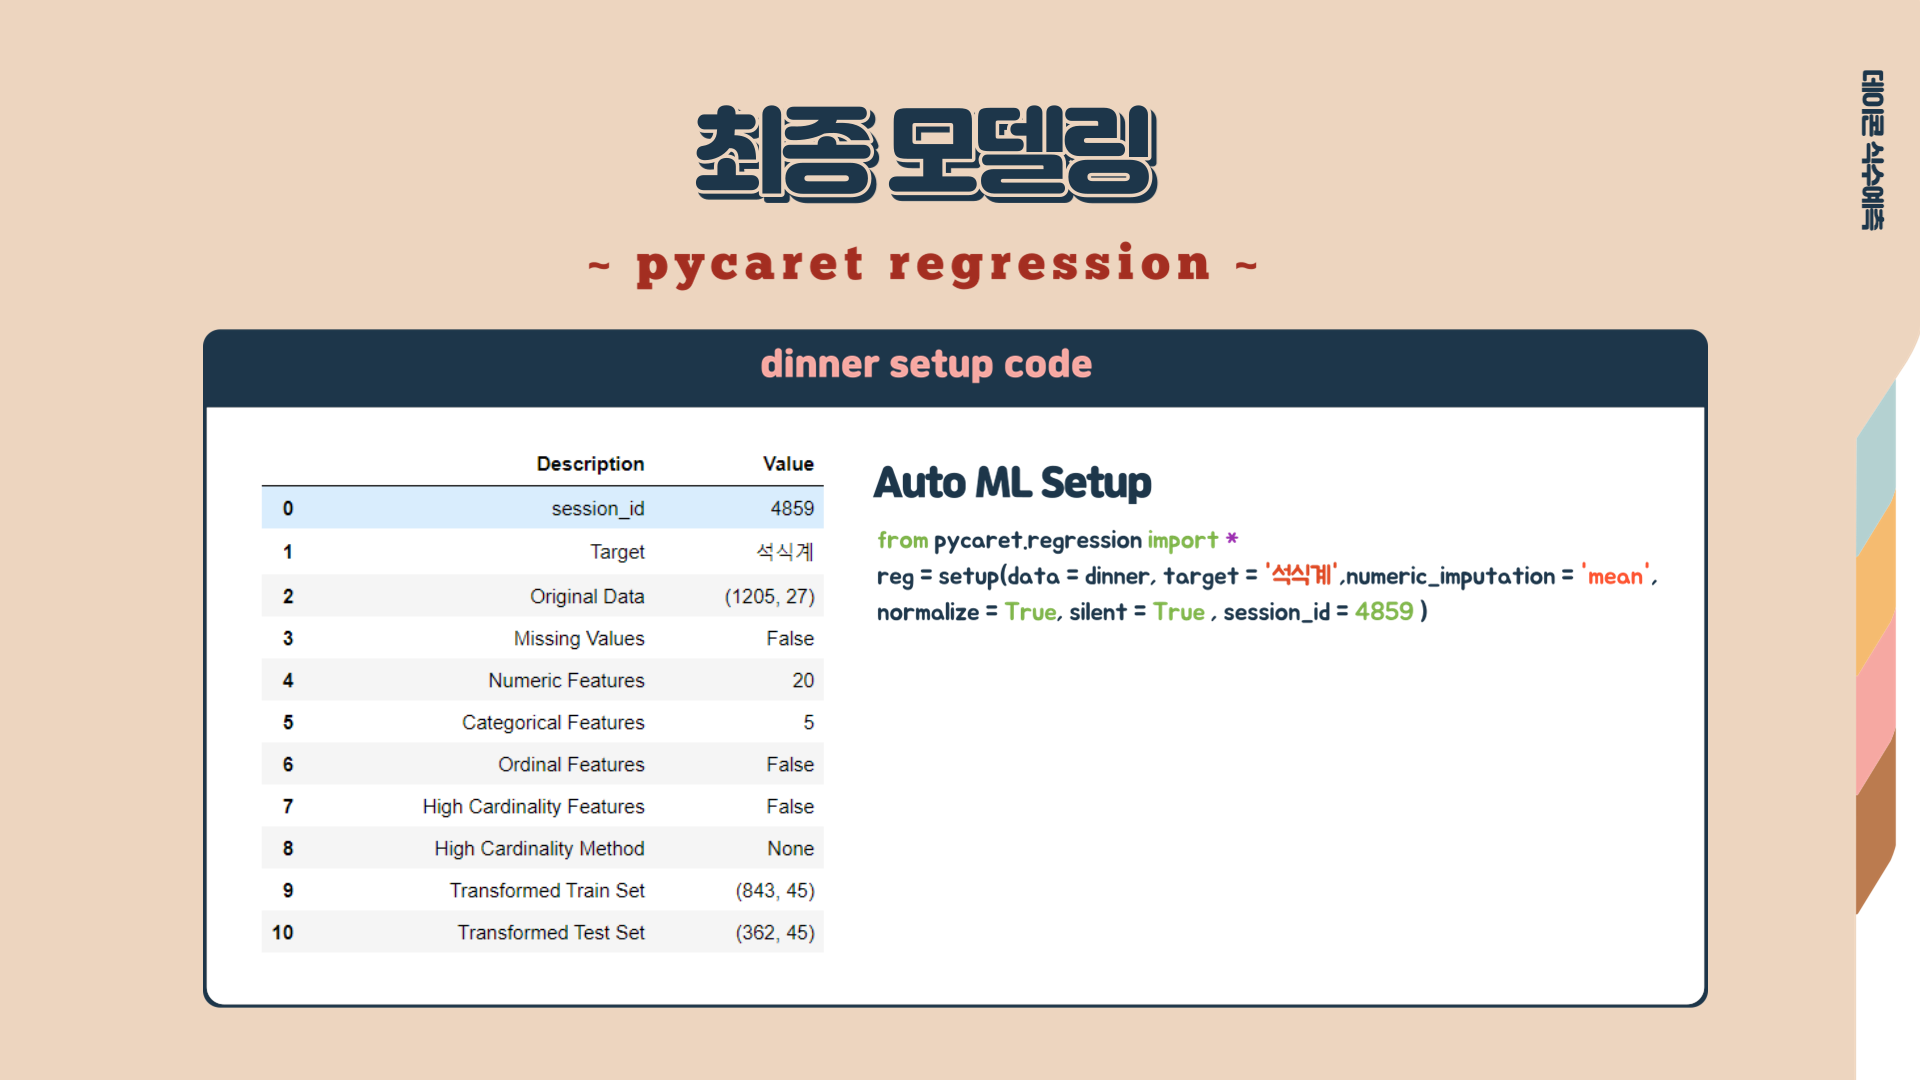 최종 모델링
~ pycaret regression ~
데이콘 식수예측
dinner setup code
Description Value
0 session_id 4859
1 Target 석식계
2 Original Data (1205, 27)
3 Missing Values False
4 Numeric Features 20
5 Categorical Features 5
6 Ordinal Features False
7 High Cardinality Features False
8 High Cardinality Method None
9 Transformed Train Set (843, 45)
10 Transformed Test Set (362, 45)
Auto ML Setup
from pycaret.regression import *
reg = setup(data = dinner, target = '석식계',numeric_imputation = 'mean',
normalize = True, silent = True , session_id = 4859 )